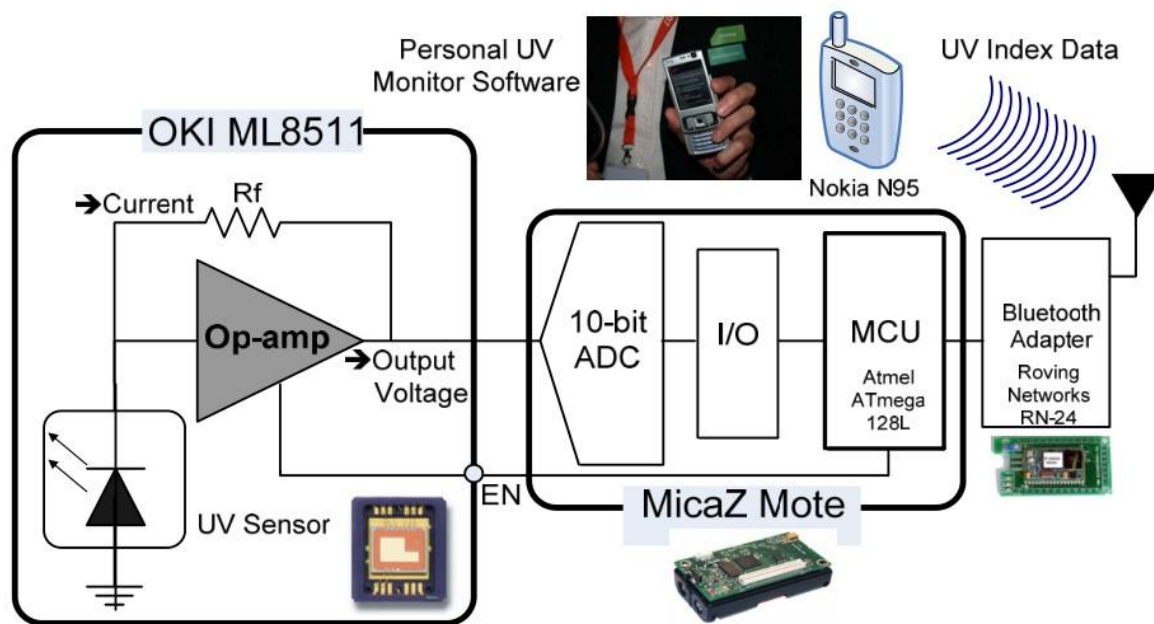 Personal UV
Monitor Software
UV Index Data
Nokia N95
OKI ML8511
➔Current
Rf
Op-amp
➔Output
Voltage
UV Sensor
EN
10-bit
ADC
I/O
MCU
Atmel
ATmega
128L
MicaZ Mote
Bluetooth
Adapter
Roving
Networks
RN-24